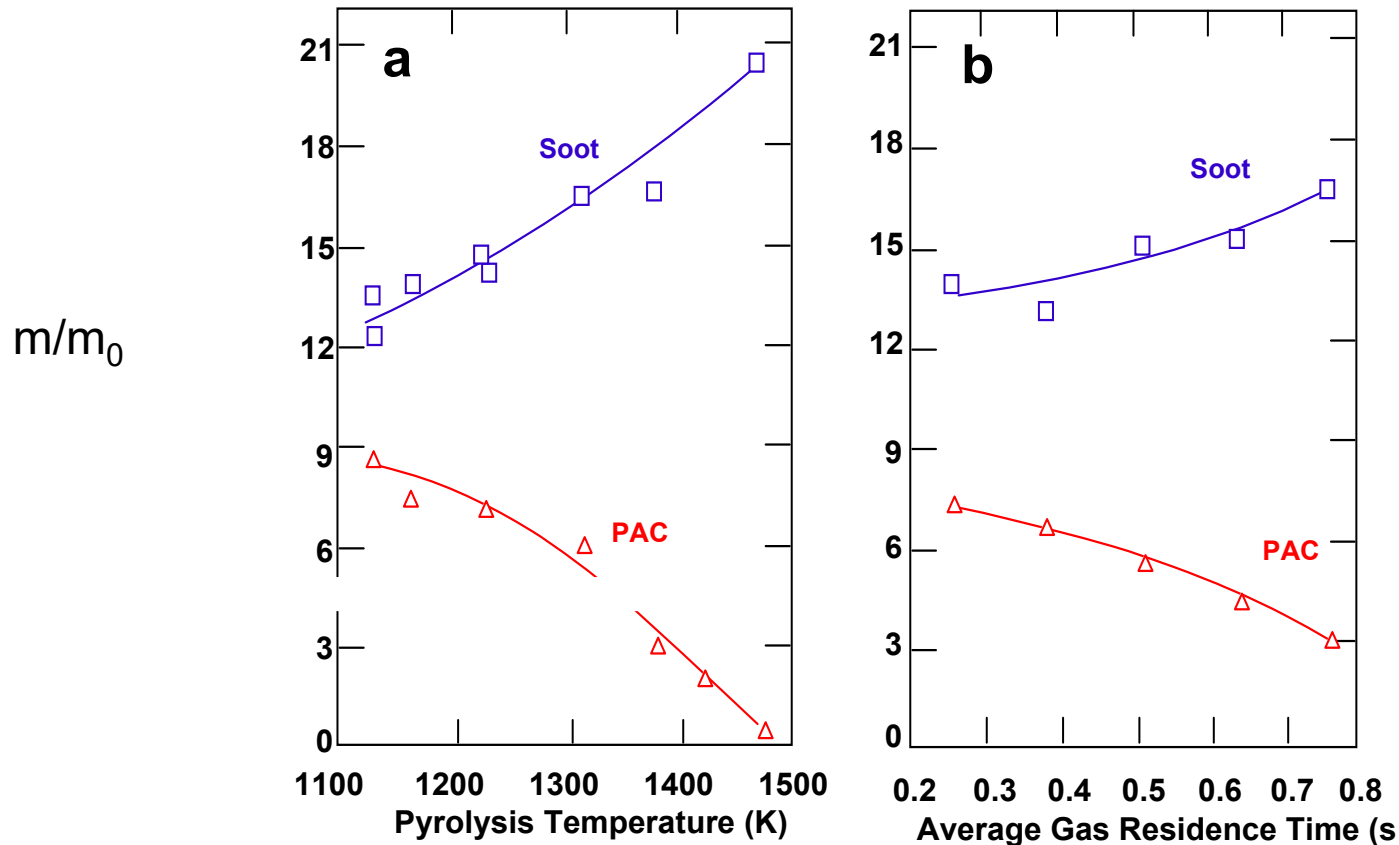 a
b
21
18
15
12
9
6
3
0
Soot
PAC
m/m0
1100 1200 1300 1400 1500
Pyrolysis Temperature (K)
21
18
15
12
9
6
3
0
Soot
PAC
0.2 0.3 0.4 0.5 0.6 0.7 0.8
Average Gas Residence Time (s